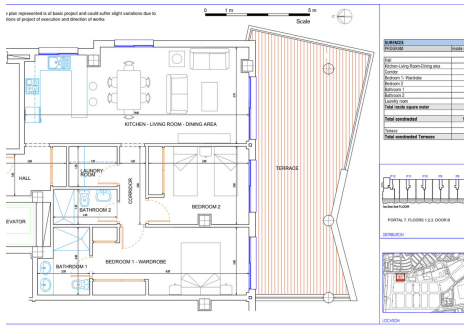 plan represented is of basic project and could suffer slight variations due to
tions of project of execution and direction of works
0 1 m 5 m
Scale
KITCHEN - LIVING ROOM - DINING AREA
LAUNDRY
ROOM
HALL
CORRIDOR
BATHROOM 2
BEDROOM 2
TERRACE
EVATOR
BATHROOM 1
BEDROOM 1 - WARDROBE
SURFACES
PROGRAM
Hall
Kitchen-Living Room-Dining area
Corridor
Bedroom 1- Wardrobe
Bedroom 2
Bathroom 1
Bathroom 2
Laundry room
Total inside square meter
Total constructed
Terrace
Total constructed Terraces
PORTAL 7. FLOORS 1,2,3. DOOR B
DISTRIBUTION
LOCATION